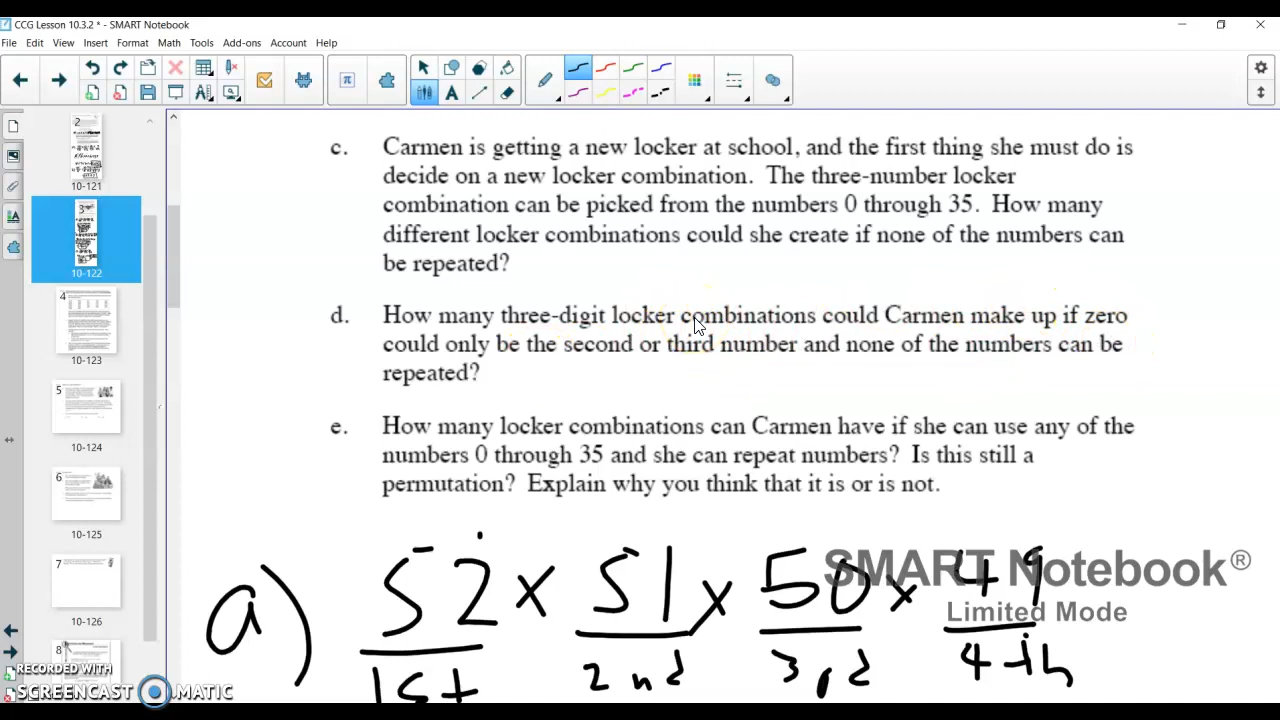 CCG Lesson 10.3.2 * - SMART Notebook
File Edit View Insert Format Math Tools Add-ons Account Help
2
10-121
3
10-122
4
10-123
5
10-124
6
10-125
7
10-126
8
c. Carmen is getting a new locker at school, and the first thing she must do is
decide on a new locker combination. The three-number locker
combination can be picked from the numbers 0 through 35. How many
different locker combinations could she create if none of the numbers can
be repeated?
d. How many three-digit locker combinations could Carmen make up if zero
could only be the second or third number and none of the numbers can be
repeated?
e. How many locker combinations can Carmen have if she can use any of the
numbers 0 through 35 and she can repeat numbers? Is this still a
permutation? Explain why you think that it is or is not.
a) 52 x 51 x 50 x 49
1st 2nd 3rd 4th
SMART Notebook®
Limited Mode
RECORDED WITH
SCREENCAST MATIC